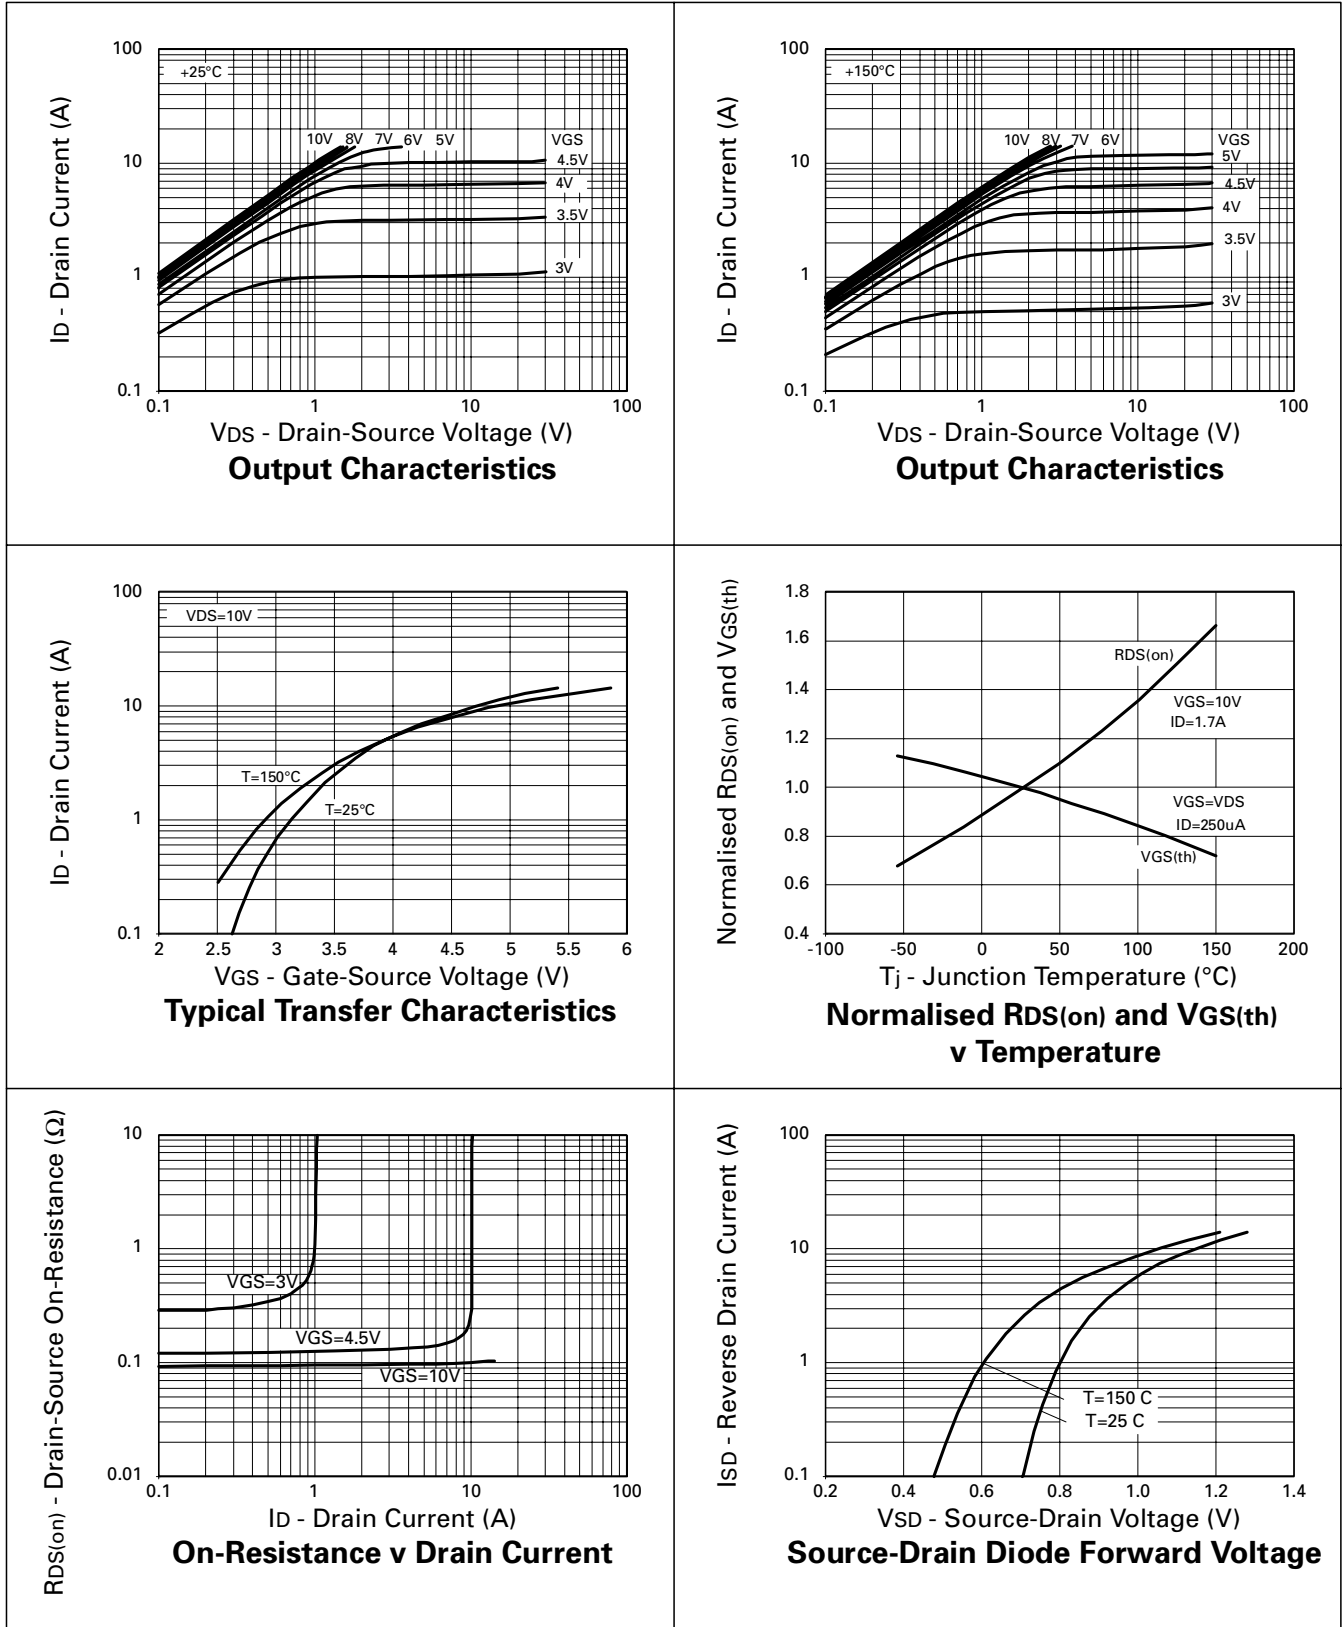 100
+25°C
10V 8V 7V 6V 5V VGS
10
4.5V
4V
3.5V
1
3V
0.1
0.1 1 10 100
ID - Drain Current (A)
VDS - Drain-Source Voltage (V)
Output Characteristics
100
+150°C
10V 8V 7V 6V VGS
10
5V
4.5V
4V
3.5V
1
3V
0.1
0.1 1 10 100
ID - Drain Current (A)
VDS - Drain-Source Voltage (V)
Output Characteristics
100
VDS=10V
10
T=150°C
T=25°C
1
0.1
2 2.5 3 3.5 4 4.5 5 5.5 6
ID - Drain Current (A)
VGS - Gate-Source Voltage (V)
Typical Transfer Characteristics
1.8
1.6
RDS(on)
1.4
VGS=10V
ID=1.7A
1.2
1.0
VGS=VDS
ID=250uA
0.8
VGS(th)
0.6
0.4
-100 -50 0 50 100 150 200
Normalised RDS(on) and VGS(th)
Tj - Junction Temperature (°C)
Normalised RDS(on) and VGS(th)
v Temperature
10
1
VGS=3V
VGS=4.5V
0.1
VGS=10V
0.01
0.1 1 10 100
RDS(on) - Drain-Source On-Resistance (Ω)
ID - Drain Current (A)
On-Resistance v Drain Current
100
10
1
T=150 C
T=25 C
0.1
0.2 0.4 0.6 0.8 1.0 1.2 1.4
ISD - Reverse Drain Current (A)
VSD - Source-Drain Voltage (V)
Source-Drain Diode Forward Voltage